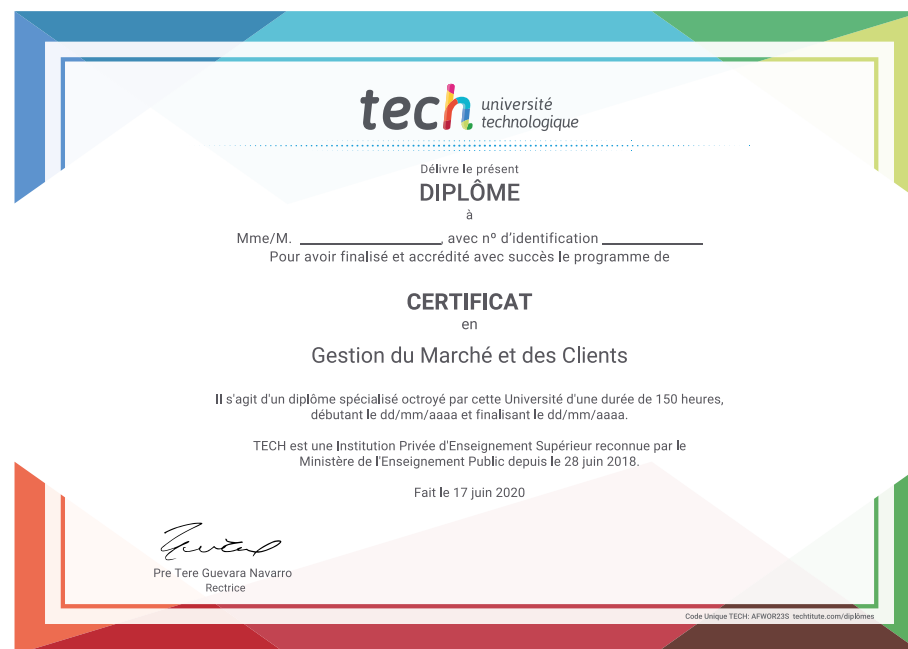 tech université
technologique
Délivre le présent
DIPLÔME
à
Mme/M. ____________________, avec nº d'identification ______________
Pour avoir finalisé et accrédité avec succès le programme de
CERTIFICAT
en
Gestion du Marché et des Clients
Il s'agit d'un diplôme spécialisé octroyé par cette Université d'une durée de 150 heures,
débutant le dd/mm/aaaa et finalisant le dd/mm/aaaa.
TECH est une Institution Privée d'Enseignement Supérieur reconnue par le
Ministère de l'Enseignement Public depuis le 28 juin 2018.
Fait le 17 juin 2020
Pre Tere Guevara Navarro
Rectrice
Code Unique TECH: AFWOR23S techtitute.com/diplômes